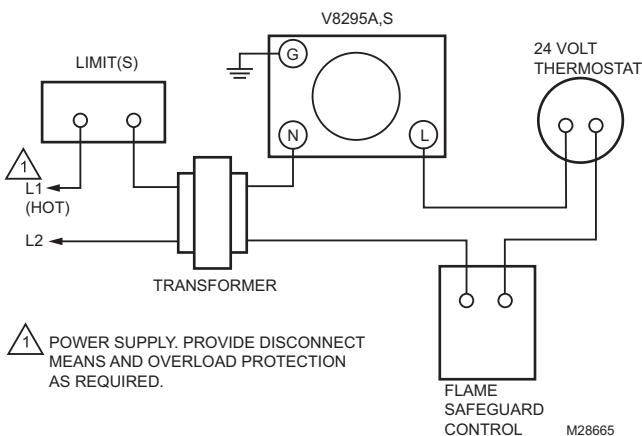 V8295A,S
LIMIT(S)
24 VOLT
THERMOSTAT
G
N
L
1
L1
(HOT)
L2
TRANSFORMER
1
POWER SUPPLY. PROVIDE DISCONNECT
MEANS AND OVERLOAD PROTECTION
AS REQUIRED.
FLAME
SAFEGUARD
CONTROL
M28665